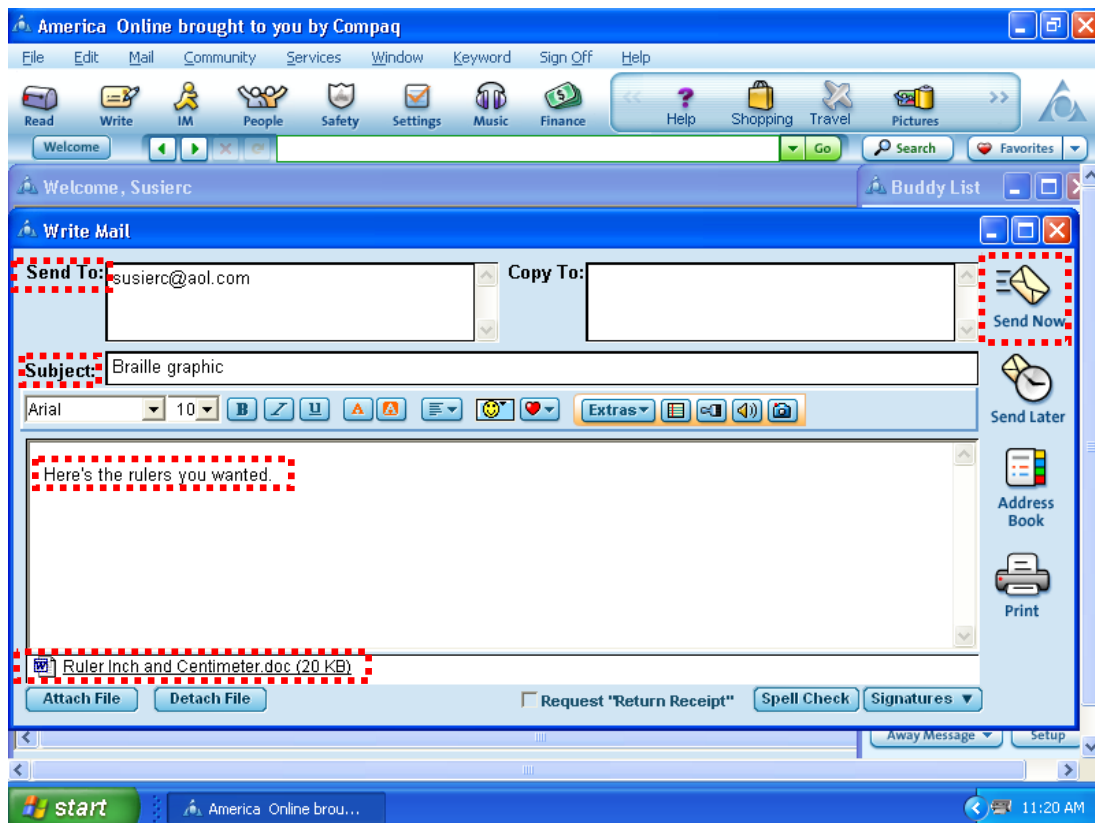 America Online brought to you by Compaq
File Edit Mail Community Services Window Keyword Sign Off Help
Read Write IM People Safety Settings Music Finance << Help Shopping Travel Pictures >>
Welcome Go Search Favorites
Welcome, Susierc Buddy List
Write Mail
Send To: susierc@aol.com Copy To:
Send Now
Subject: Braille graphic
Arial 10 B I U A A Extras
Send Later
Here's the rulers you wanted.
Address
Book
Print
Ruler Inch and Centimeter.doc (20 KB)
Attach File Detach File Request "Return Receipt" Spell Check Signatures
Away Message Setup
start America Online brou... 11:20 AM